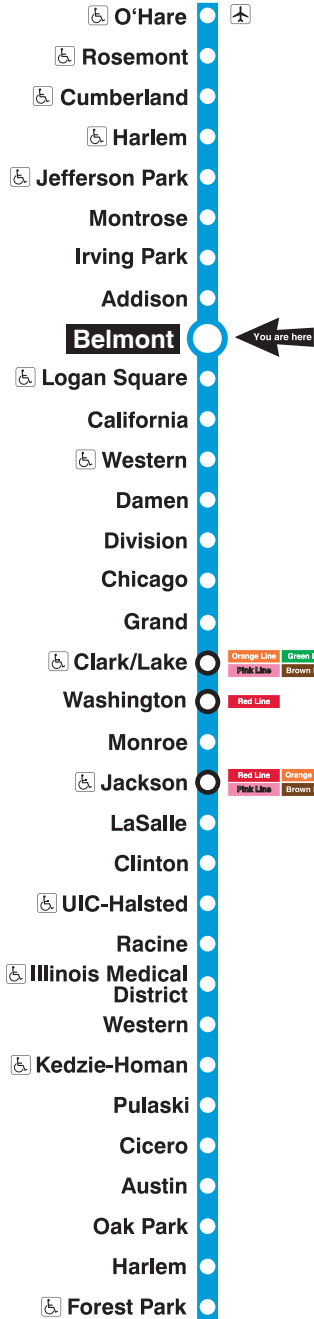 O'Hare
Rosemont
Cumberland
Harlem
Jefferson Park
Montrose
Irving Park
Addison
Belmont
You are here
Logan Square
California
Western
Damen
Division
Chicago
Grand
Orange Line Green
Clark/Lake
Pink Line Brown
Washington
Red Line
Monroe
Red Line Orange
Jackson
Pink Line Brown
LaSalle
Clinton
UIC-Halsted
Racine
Illinois Medical
District
Western
Kedzie-Homan
Pulaski
Cicero
Austin
Oak Park
Harlem
Forest Park